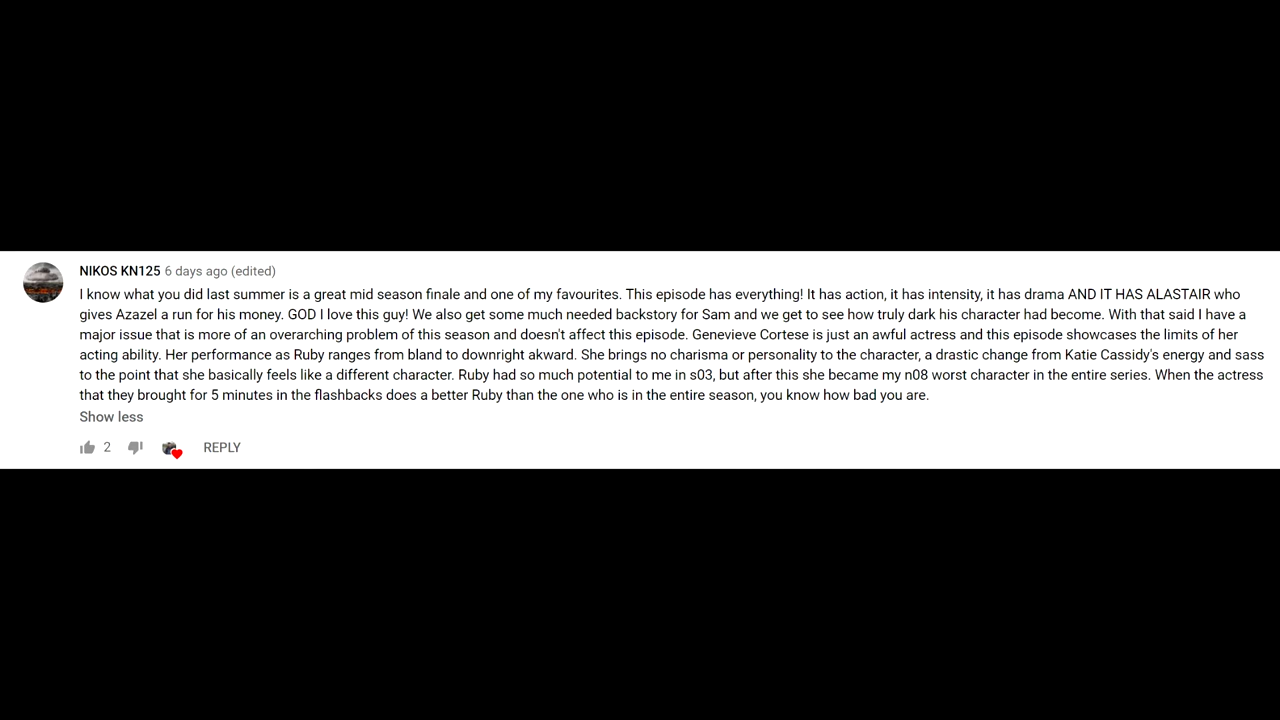 NIKOS KN125 6 days ago (edited)
I know what you did last summer is a great mid season finale and one of my favourites. This episode has everything! It has action, it has intensity, it has drama AND IT HAS ALASTAIR who
gives Azazel a run for his money. GOD I love this guy! We also get some much needed backstory for Sam and we get to see how truly dark his character had become. With that said I have a
major issue that is more of an overarching problem of this season and doesn't affect this episode. Genevieve Cortese is just an awful actress and this episode showcases the limits of her
acting ability. Her performance as Ruby ranges from bland to downright akward. She brings no charisma or personality to the character, a drastic change from Katie Cassidy's energy and sass
to the point that she basically feels like a different character. Ruby had so much potential to me in s03, but after this she became my n08 worst character in the entire series. When the actress
that they brought for 5 minutes in the flashbacks does a better Ruby than the one who is in the entire season, you know how bad you are.
Show less
2 REPLY